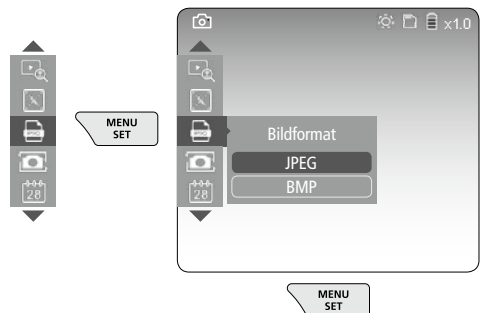 x1.0
28
MENU
SET
28
Bildformat
JPEG
BMP
MENU
SET